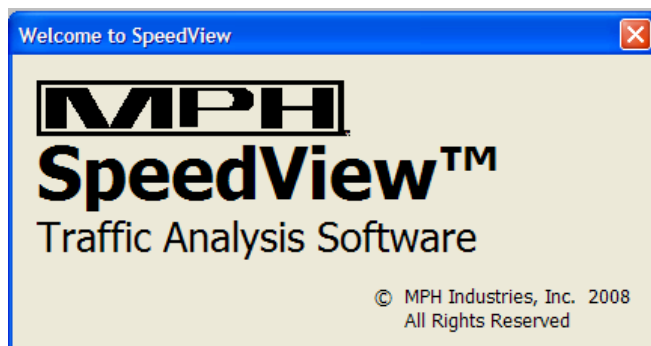 Welcome to SpeedView
MPH
SpeedView™
Traffic Analysis Software
© MPH Industries, Inc. 2008
All Rights Reserved